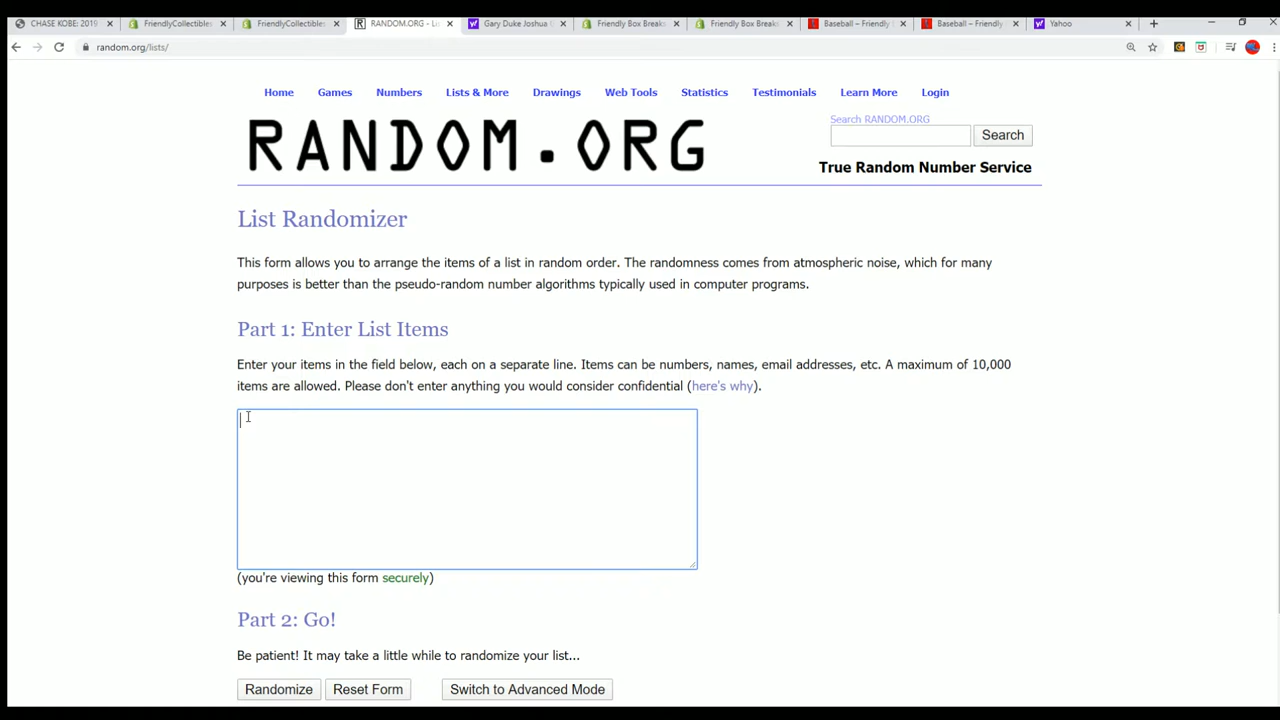 CHASE KOBE: 2019
FriendlyCollectibles
FriendlyCollectibles
RANDOM.ORG - Li
Gary Duke Joshua
Friendly Box Breaks
Friendly Box Breaks
Baseball – Friendly
Baseball – Friendly
Yahoo
random.org/lists/
Home Games Numbers Lists & More Drawings Web Tools Statistics Testimonials Learn More Login
RANDOM.ORG
Search RANDOM.ORG
Search
True Random Number Service
List Randomizer
This form allows you to arrange the items of a list in random order. The randomness comes from atmospheric noise, which for many
purposes is better than the pseudo-random number algorithms typically used in computer programs.
Part 1: Enter List Items
Enter your items in the field below, each on a separate line. Items can be numbers, names, email addresses, etc. A maximum of 10,000
items are allowed. Please don't enter anything you would consider confidential (here's why).
(you're viewing this form securely)
Part 2: Go!
Be patient! It may take a little while to randomize your list...
Randomize Reset Form Switch to Advanced Mode